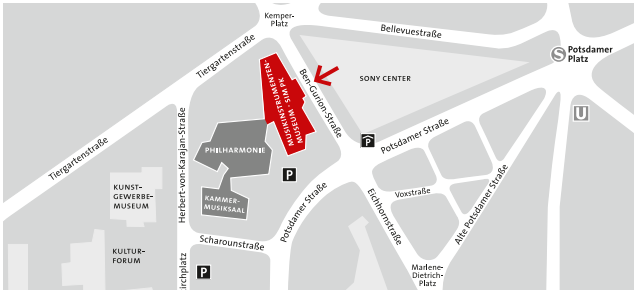 Kemper-
Platz
Bellevuestraße
Tiergartenstraße
S Potsdamer
Platz
MUSIKINSTRUMENTEN-
MUSEUM - SIM PK
Ben-Gurion-Straße
SONY CENTER
U
Herbert-von-Karajan-Straße
PHILHARMONIE
P
Potsdamer Straße
Tiergartenstraße
P
KUNST-
GEWERBE-
MUSEUM
KAMMER-
MUSIKSAAL
Potsdamer Straße
Voxstraße
Eichhornstraße
Alte Potsdamer Straße
Scharounstraße
KULTUR-
FORUM
P
irchplatz
Marlene-
Dietrich-
Platz